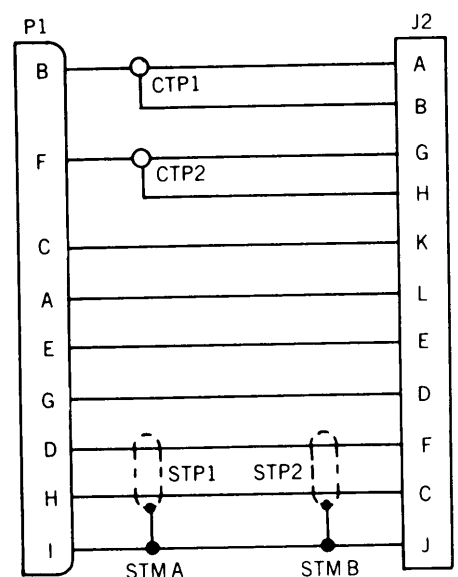 P1 J2
B A
CTP1
B
F G
CTP2
H
C K
A L
E E
G D
D F
STP1 STP2
H C
I J
STM A STM B